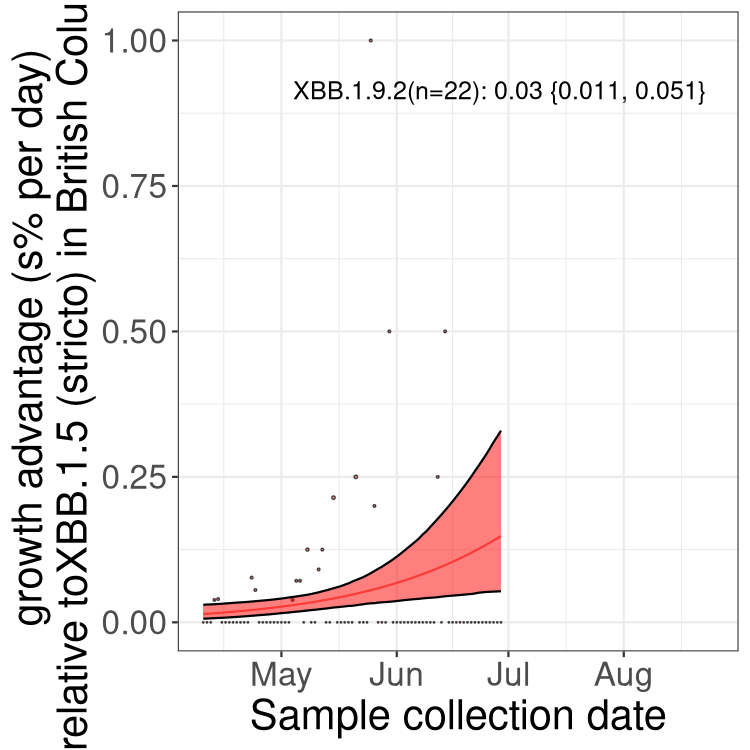 growth advantage (s% per day)
relative toXBB.1.5 (stricto) in British Colu
1.00
0.75
0.50
0.25
0.00
XBB.1.9.2(n=22): 0.03 {0.011, 0.051}
May Jun Jul Aug
Sample collection date